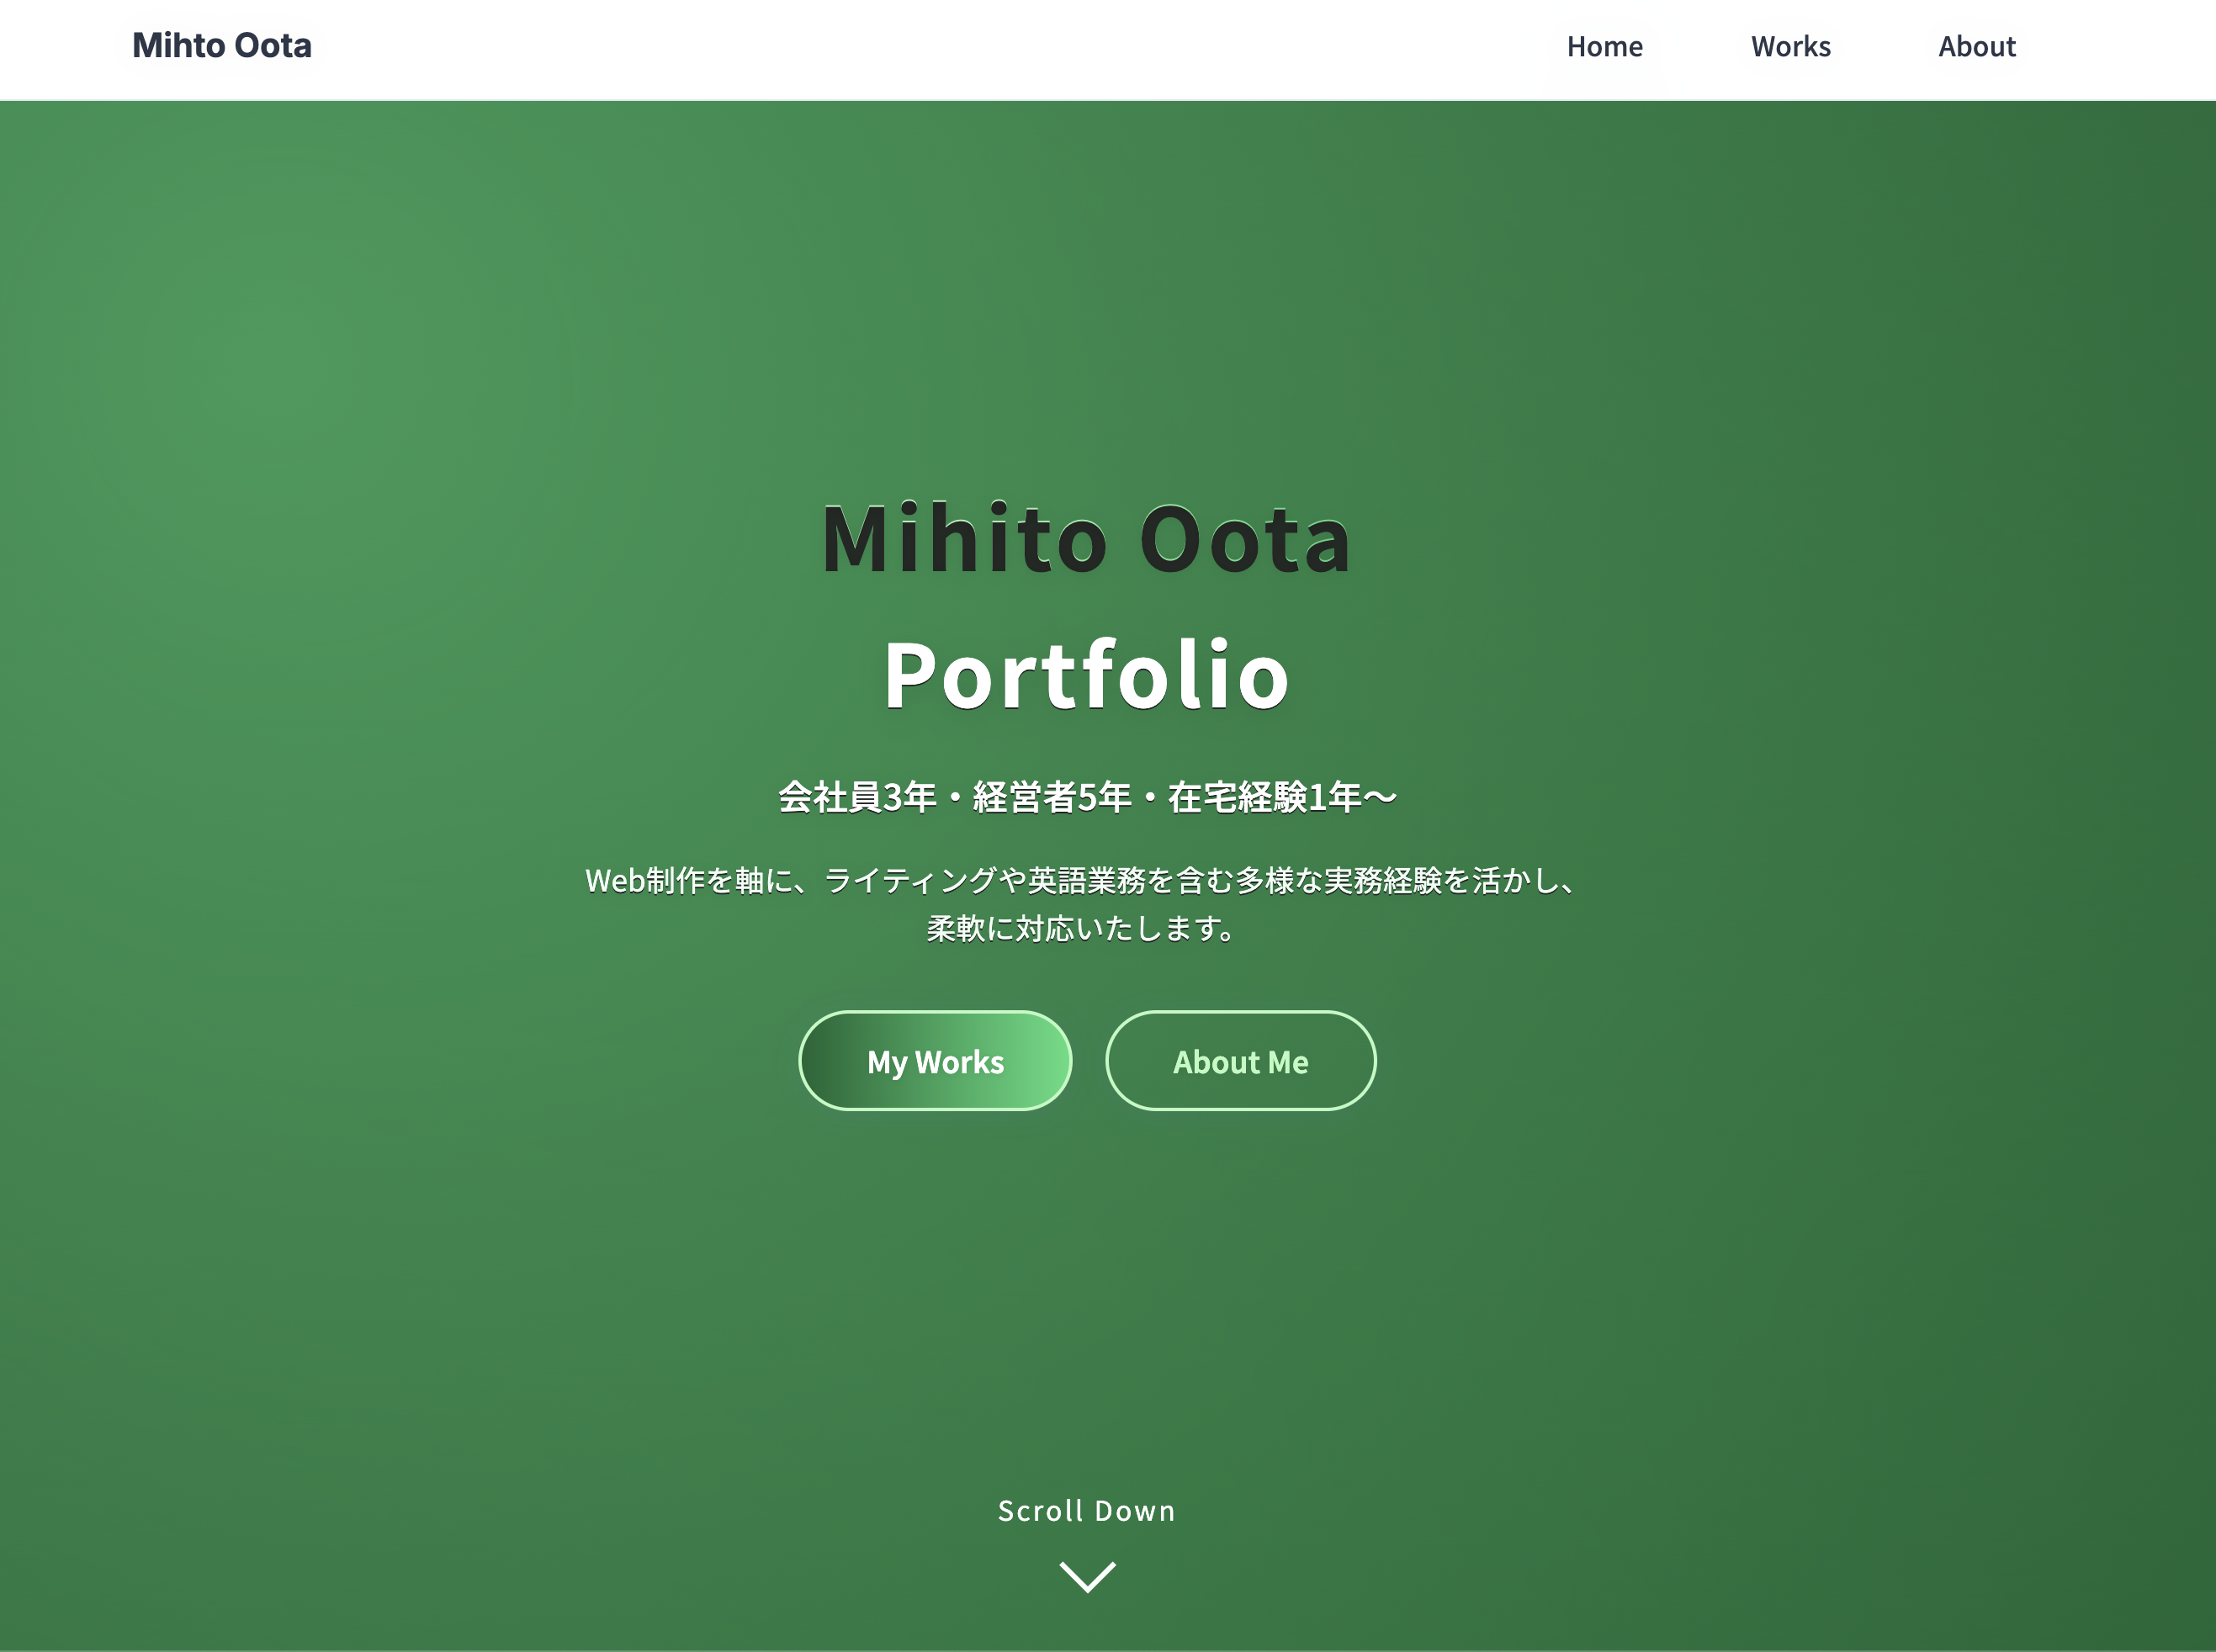 Mihto Oota
Home
Works
About
Mihito Oota
Portfolio
会社員3年・経営者5年・在宅経験1年〜
Web制作を軸に、ライティングや英語業務を含む多様な実務経験を活かし、
柔軟に対応いたします。
My Works
About Me
Scroll Down